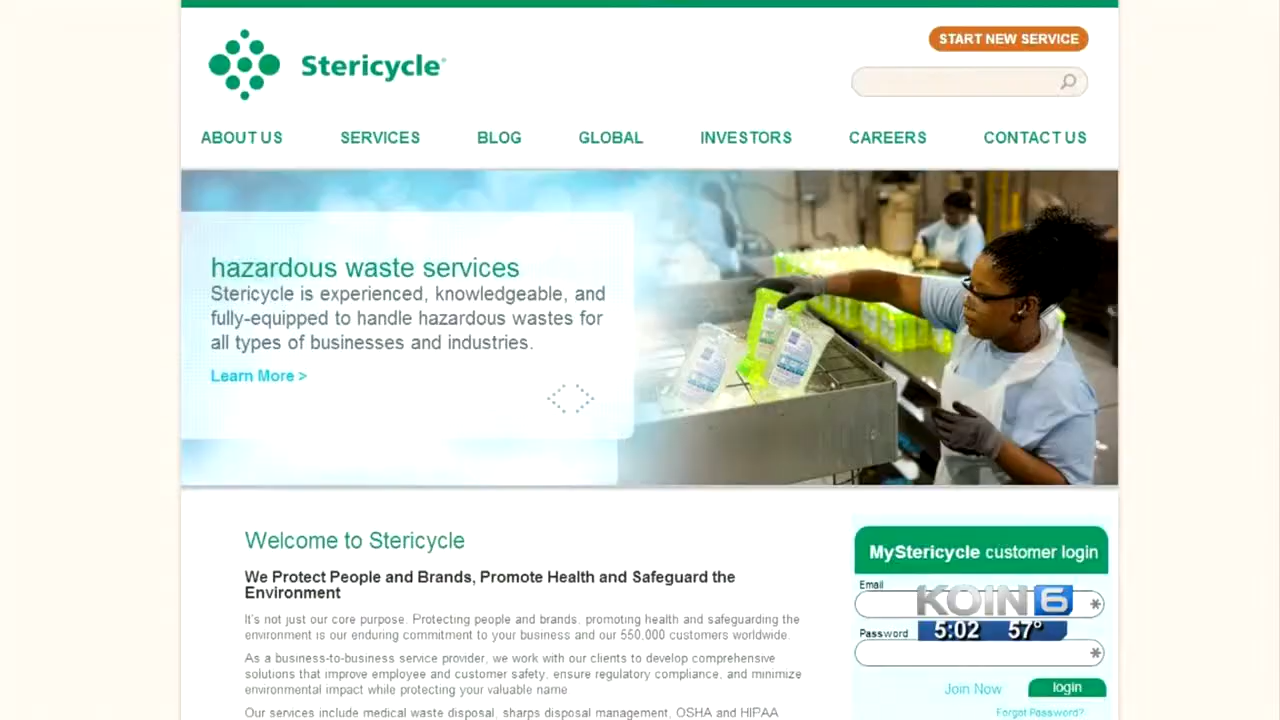 START NEW SERVICE
Stericycle
ABOUT US SERVICES BLOG GLOBAL INVESTORS CAREERS CONTACT US
hazardous waste services
Stericycle is experienced, knowledgeable, and
fully-equipped to handle hazardous wastes for
all types of businesses and industries.
Learn More >
Welcome to Stericycle
We Protect People and Brands, Promote Health and Safeguard the
Environment
It's not just our core purpose. Protecting people and brands, promoting health and safeguarding the
environment is our enduring commitment to your business and our 550,000 customers worldwide.
As a business-to-business service provider, we work with our clients to develop comprehensive
solutions that improve employee and customer safety, ensure regulatory compliance, and minimize
environmental impact while protecting your valuable name
Our services include medical waste disposal, sharps disposal management, OSHA and HIPAA
MyStericycle customer login
Email
KOIN 6
5:02 57°
Password
Join Now login
Forgot Password?